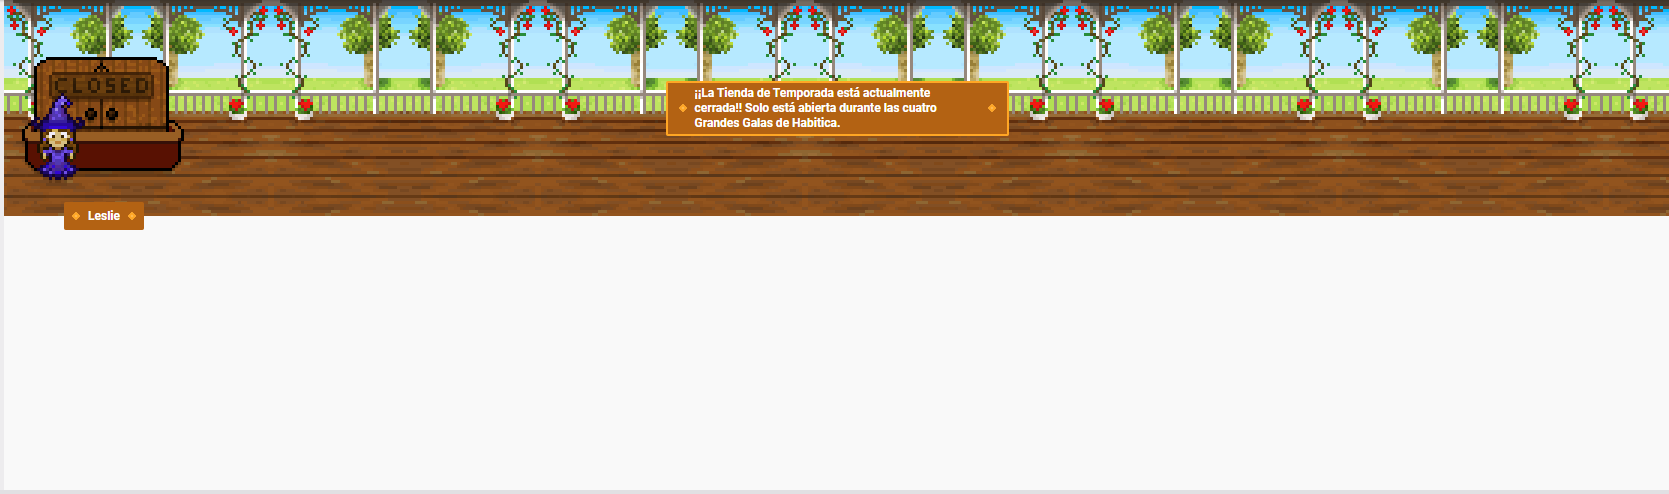 CLOSED
¡¡La Tienda de Temporada está actualmente
cerrada!! Solo está abierta durante las cuatro
Grandes Galas de Habitica.
Leslie